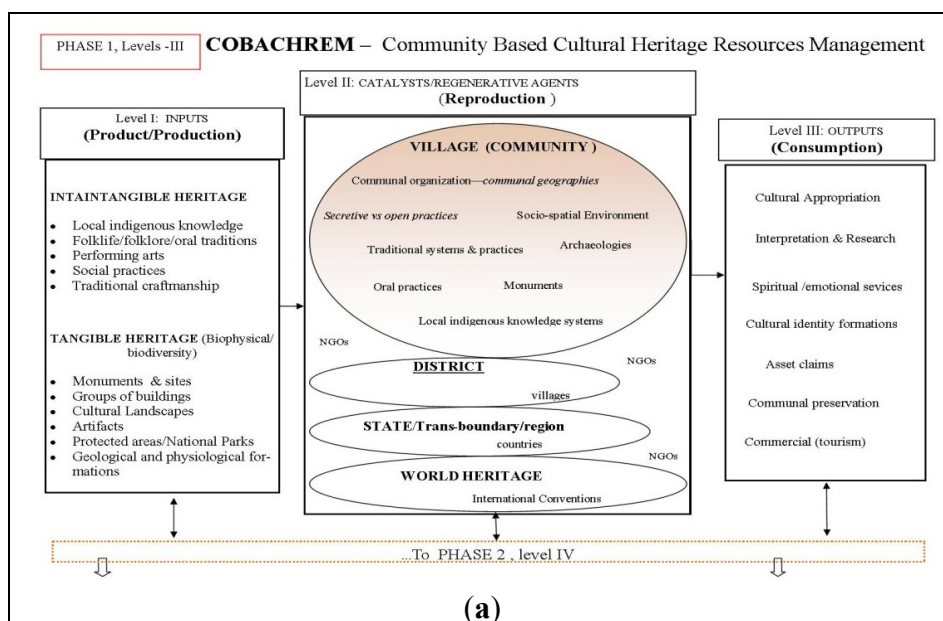 PHASE 1, Levels -III
COBACHREM – Community Based Cultural Heritage Resources Management
Level I: INPUTS
(Product/Production)
INTAINTANGIBLE HERITAGE
• Local indigenous knowledge
• Folklife/folklore/oral traditions
• Performing arts
• Social practices
• Traditional craftmanship
TANGIBLE HERITAGE (Biophysical/
biodiversity)
• Monuments & sites
• Groups of buildings
• Cultural Landscapes
• Artifacts
• Protected areas/National Parks
• Geological and physiological for-
mations
Level II: CATALYSTS/REGENERATIVE AGENTS
(Reproduction )
VILLAGE (COMMUNITY )
Communal organization—communal geographies
Secretive vs open practices
Socio-spatial Environment
Traditional systems & practices
Archaeologies
Oral practices
Monuments
Local indigenous knowledge systems
NGOs
NGOs
DISTRICT
villages
STATE/Trans-boundary/region
countries
NGOs
WORLD HERITAGE
International Conventions
Level III: OUTPUTS
(Consumption)
Cultural Appropriation
Interpretation & Research
Spiritual /emotional sevices
Cultural identity formations
Asset claims
Communal preservation
Commercial (tourism)
...To PHASE 2 , level IV
(a)